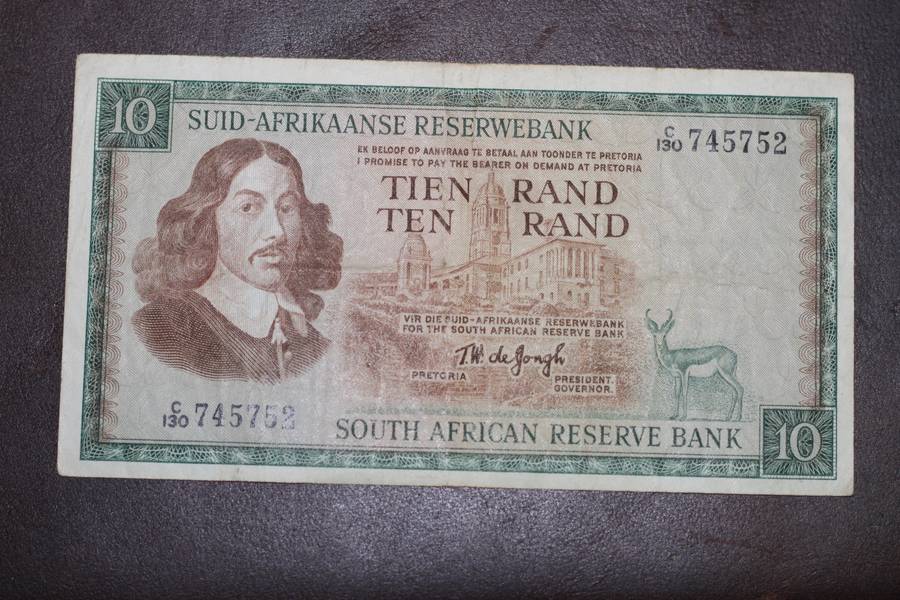 10
SUID-AFRIKAANSE RESERWEBANK
C/130 745752
EK BELOOF OP AANVRAAG TE BETAAL AAN TOONDER TE PRETORIA
I PROMISE TO PAY THE BEARER ON DEMAND AT PRETORIA
TIEN RAND
TEN RAND
VIR DIE SUID-AFRIKAANSE RESERWEBANK
FOR THE SOUTH AFRICAN RESERVE BANK
T.W. de Jongh
PRETORIA
PRESIDENT.
GOVERNOR.
C/130 745752
SOUTH AFRICAN RESERVE BANK
10